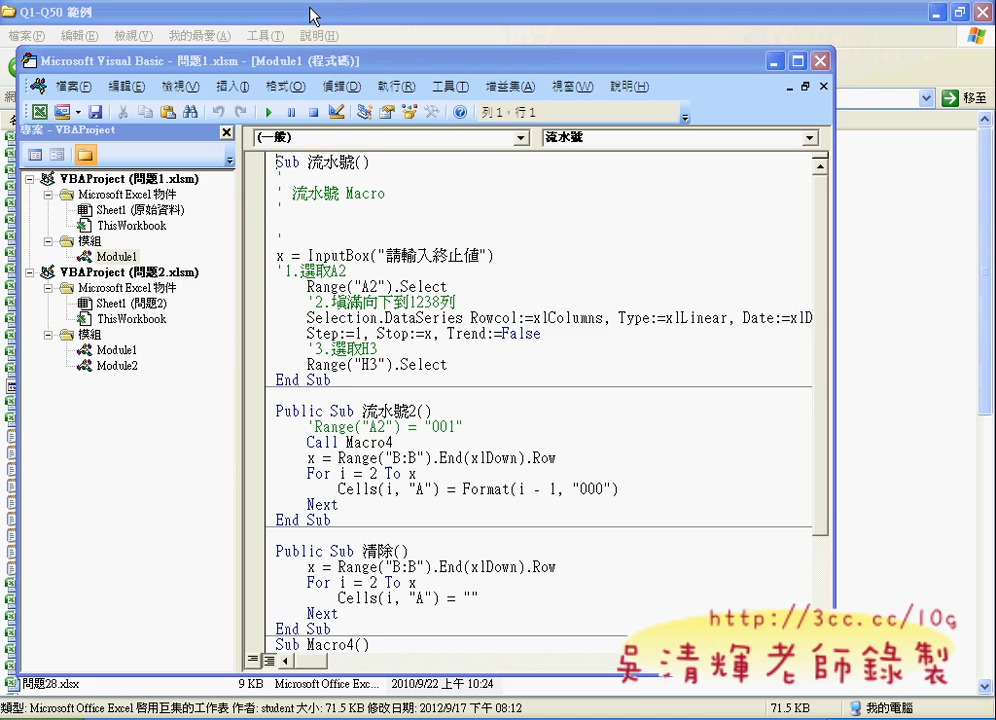 Q1-Q50 範例
檔案(F) 編輯(E) 檢視(V) 我的最愛(A) 工具(T) 說明(H)
Microsoft Visual Basic - 問題1.xlsm - [Module1 (程式碼)]
檔案(F) 編輯(E) 檢視(V) 插入(I) 格式(O) 偵錯(D) 執行(R) 工具(T) 增益集(A) 視窗(W) 說明(H)
列 1，行 1
移至
專案 - VBAProject
(一般)
流水號
VBAProject (問題1.xlsm)
Microsoft Excel 物件
Sheet1 (原始資料)
ThisWorkbook
模組
Module1
VBAProject (問題2.xlsm)
Microsoft Excel 物件
Sheet1 (問題2)
ThisWorkbook
模組
Module1
Module2
Sub 流水號()
'
' 流水號 Macro
'
'
x = InputBox("請輸入終止值")
'1.選取A2
Range("A2").Select
'2.填滿向下到1238列
Selection.DataSeries Rowcol:=xlColumns, Type:=xlLinear, Date:=xlD
Step:=1, Stop:=x, Trend:=False
'3.選取H3
Range("H3").Select
End Sub
Public Sub 流水號2()
'Range("A2") = "001"
Call Macro4
x = Range("B:B").End(xlDown).Row
For i = 2 To x
Cells(i, "A") = Format(i - 1, "000")
Next
End Sub
Public Sub 清除()
x = Range("B:B").End(xlDown).Row
For i = 2 To x
Cells(i, "A") = ""
Next
End Sub
Sub Macro4()
http://3cc.cc/10g
吳清輝老師錄製
問題28.xlsx 9 KB Microsoft Office Exc... 2010/9/22 上午 10:24
類型: Microsoft Office Excel 啓用巨集的工作表 作者: student 大小: 71.5 KB 修改日期: 2012/9/17 下午 08:12 71.5 KB 我的電腦